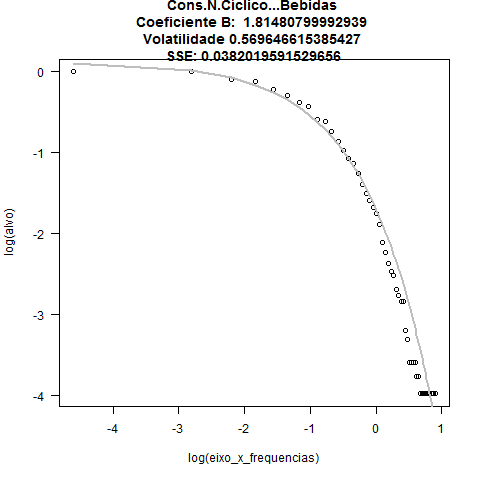 Cons.N.Ciclico...Bebidas
Coeficiente B:  1.81480799992939
Volatilidade 0.569646615385427
SSE: 0.0382019591529656
0
-1
-2
-3
-4
log(alvo)
-4
-3
-2
-1
0
1
log(eixo_x_frequencias)